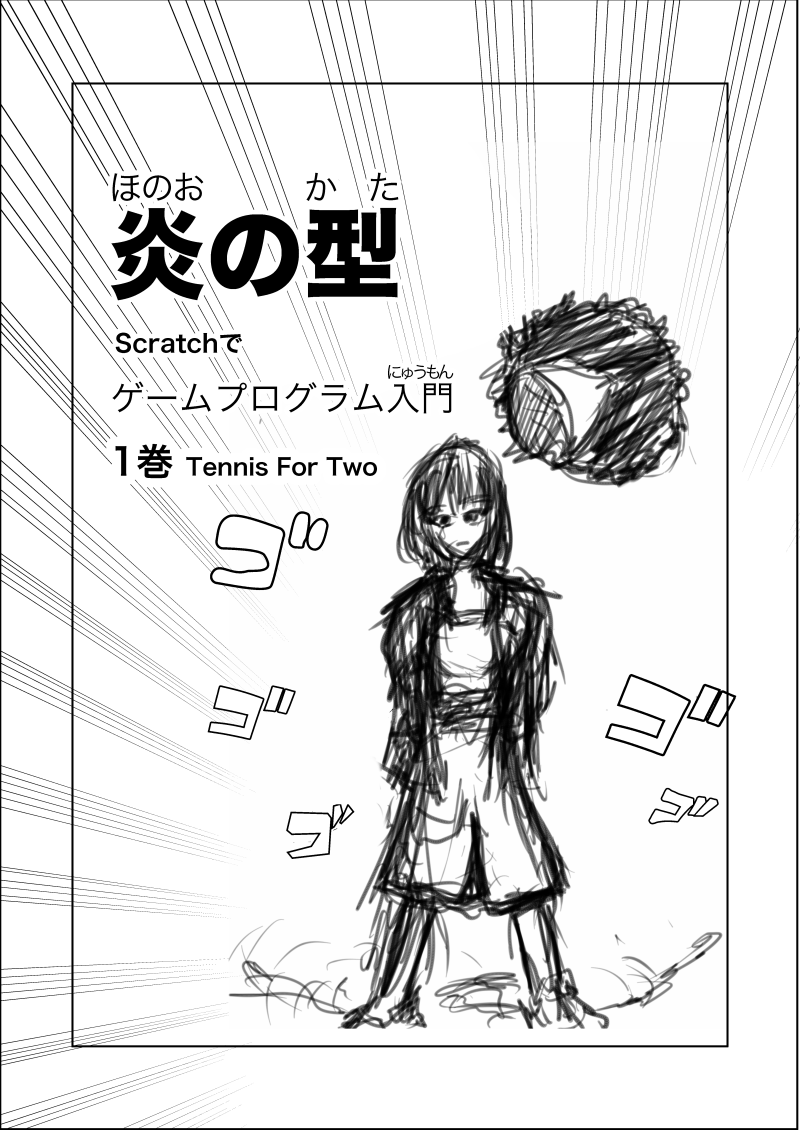 ほのお かた
炎の型
Scratchで
にゅうもん
ゲームプログラム入門
1巻 Tennis For Two
ゴ
ゴ
ゴ
ゴ
ゴ